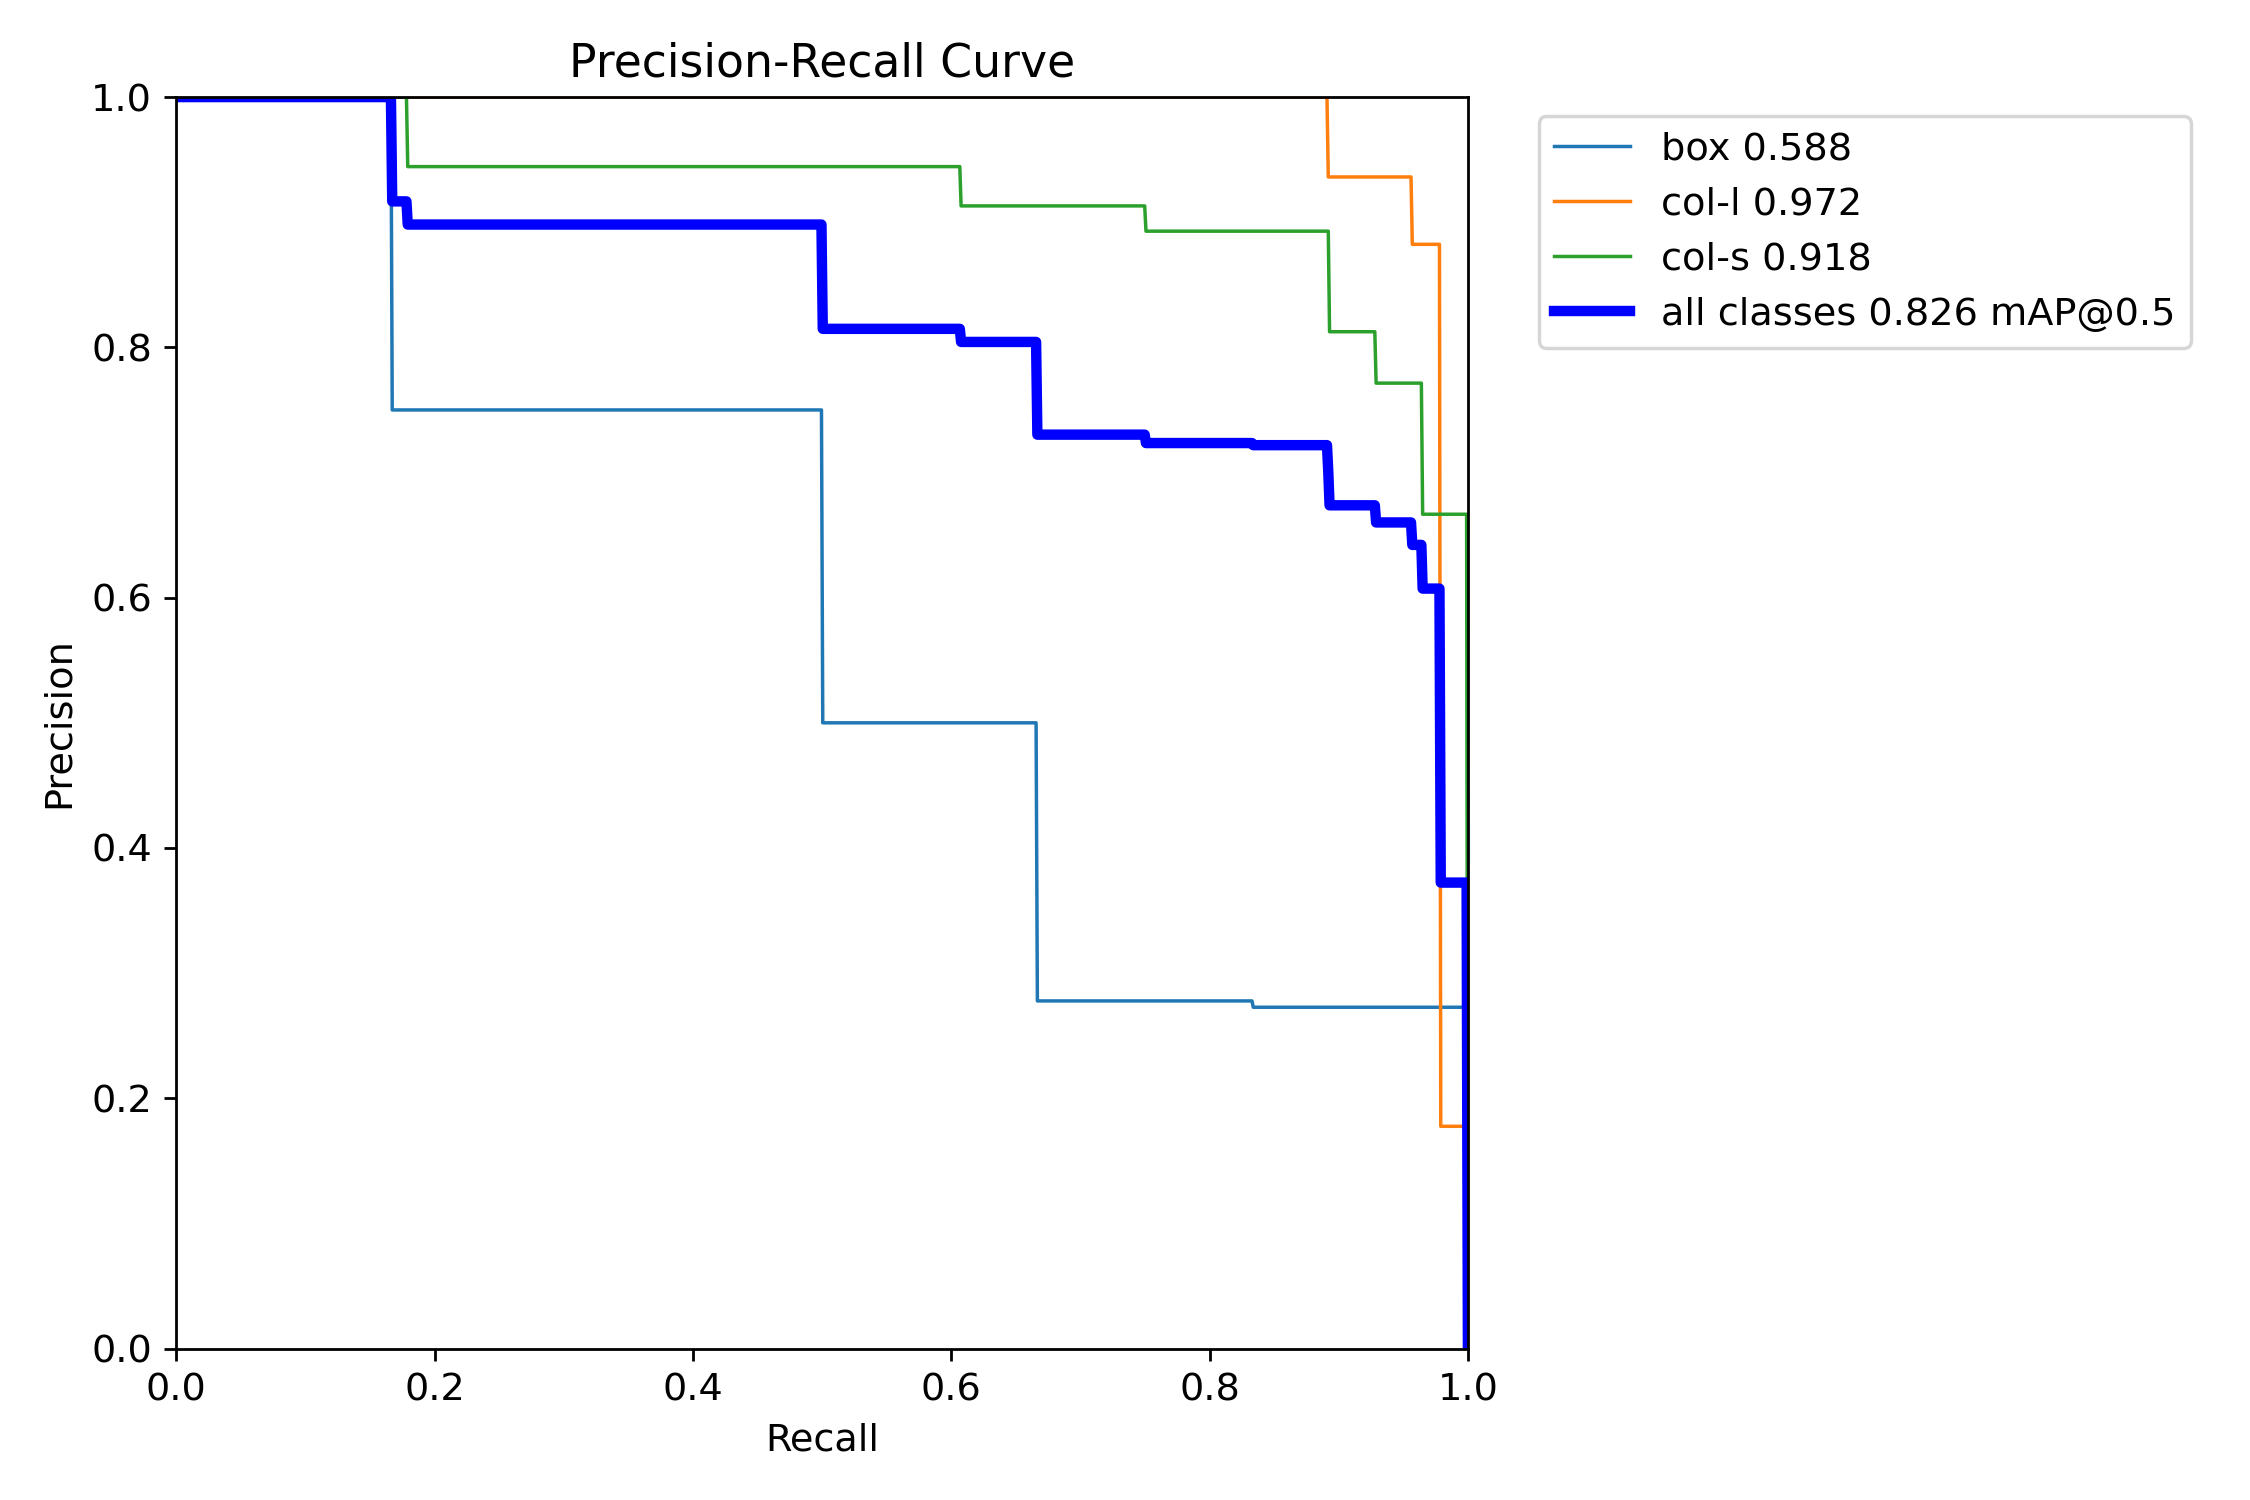 Precision-Recall Curve
1.0
0.8
0.6
0.4
0.2
0.0
Precision
0.0 0.2 0.4 0.6 0.8 1.0
Recall
box 0.588
col-l 0.972
col-s 0.918
all classes 0.826 mAP@0.5